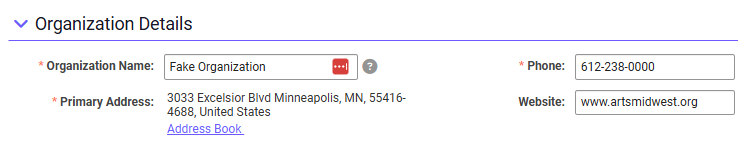 Organization Details
* Organization Name: Fake Organization ? * Phone: 612-238-0000
* Primary Address: 3033 Excelsior Blvd Minneapolis, MN, 55416-
4688, United States
Address Book
Website: www.artsmidwest.org